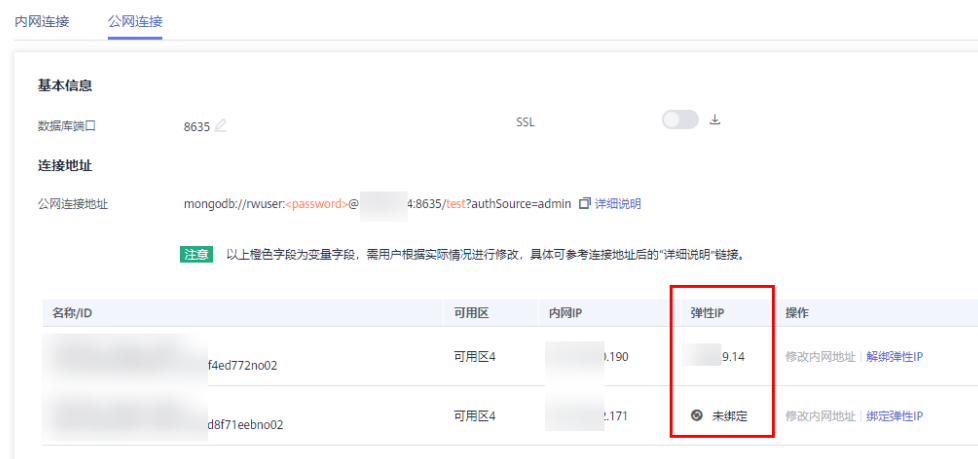 内网连接 公网连接
基本信息
数据库端口 8635 SSL
连接地址
公网连接地址 mongodb://rwuser:<password>@ 4:8635/test?authSource=admin 详细说明
注意 以上橙色字段为变量字段，需用户根据实际情况进行修改，具体可参考连接地址后的“详细说明”链接。
名称/ID 可用区 内网IP 弹性IP 操作
f4ed772no02 可用区4 .190 9.14 修改内网地址 | 解绑弹性IP
d8f71eebno02 可用区4 2.171 未绑定 修改内网地址 | 绑定弹性IP